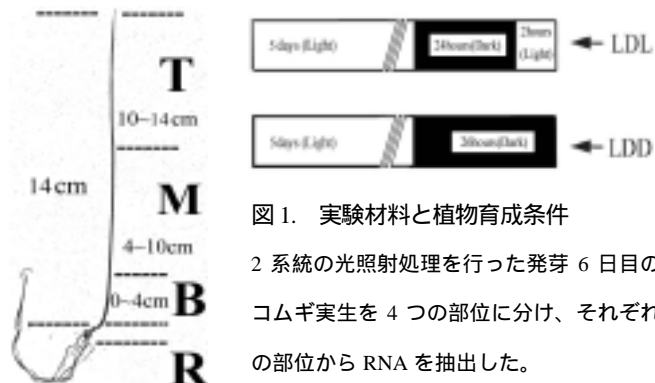 T
10~14cm
14cm
M
4~10cm
0~4cm
B
R
5days (Light)
24hours(Dark)
2hours
(Light)
LDL
5days (Light)
26hours(Dark)
LDD
図 1. 実験材料と植物育成条件
2 系統の光照射処理を行った発芽 6 日目の
コムギ実生を 4 つの部位に分け、それぞれ
の部位から RNA を抽出した。